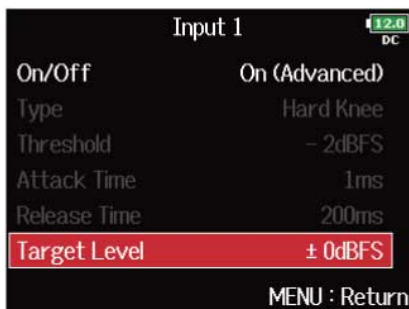 Input 1
12.0
DC
On/Off On (Advanced)
Type Hard Knee
Threshold - 2dBFS
Attack Time 1ms
Release Time 200ms
Target Level ± 0dBFS
MENU : Return